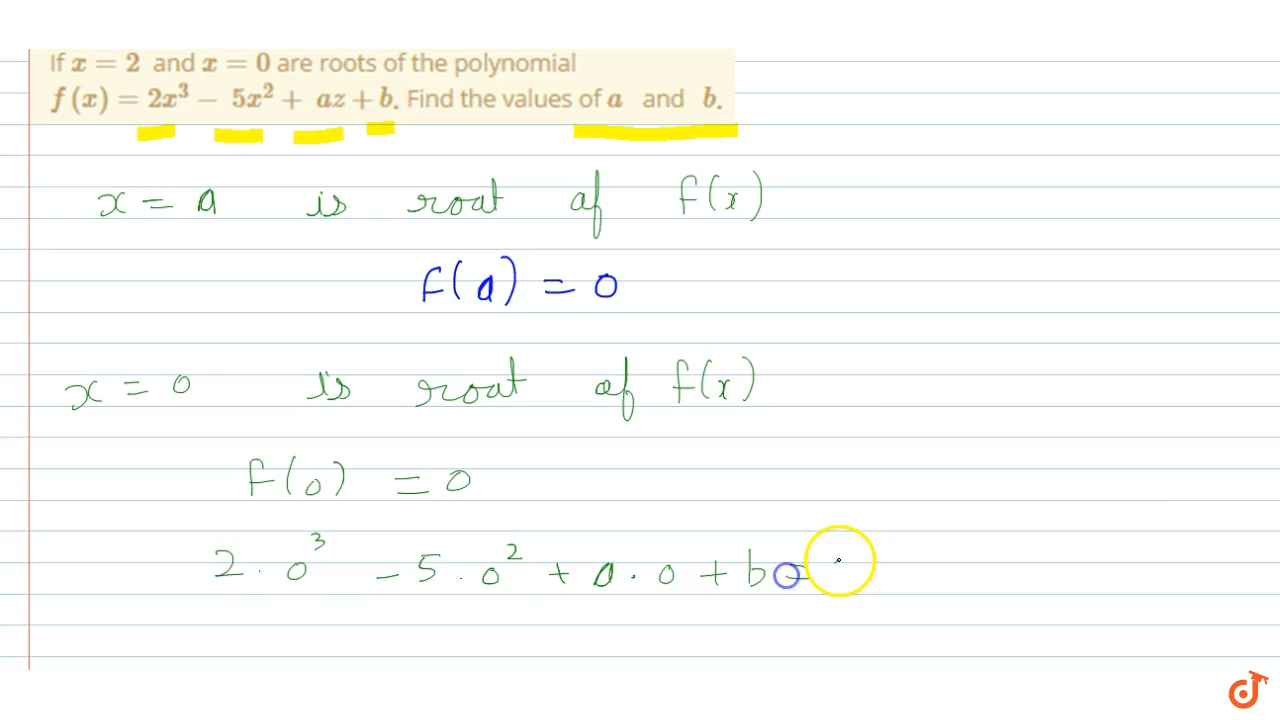 If x = 2 and x = 0 are roots of the polynomial
f (x) = 2x³ − 5x² + az + b. Find the values of a and b.
x = a is root of f(x)
f(a) = 0
x = 0 is root of f(x)
f(0) = 0
2 · 0³ − 5 · 0² + a · 0 + b =